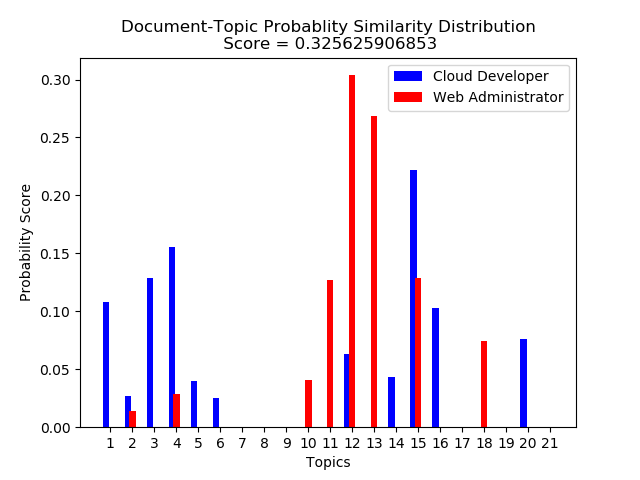 Document-Topic Probablity Similarity Distribution
Score = 0.325625906853
Cloud Developer
Web Administrator
Probability Score
0.30
0.25
0.20
0.15
0.10
0.05
0.00
1 2 3 4 5 6 7 8 9 10 11 12 13 14 15 16 17 18 19 20 21
Topics